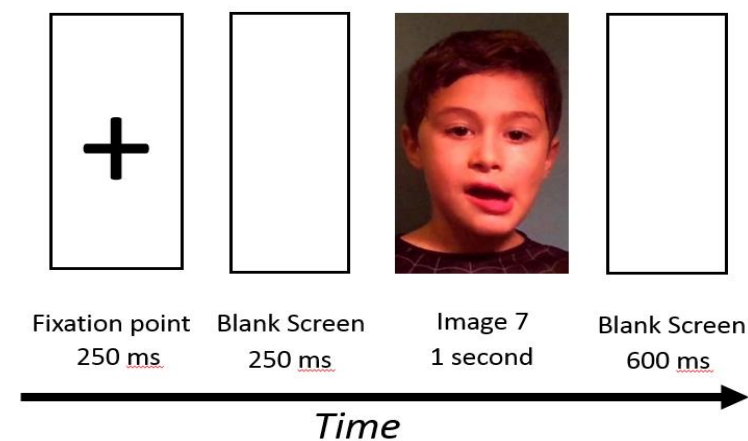 Fixation point
250 ms
Blank Screen
250 ms
Image 7
1 second
Blank Screen
600 ms
Time